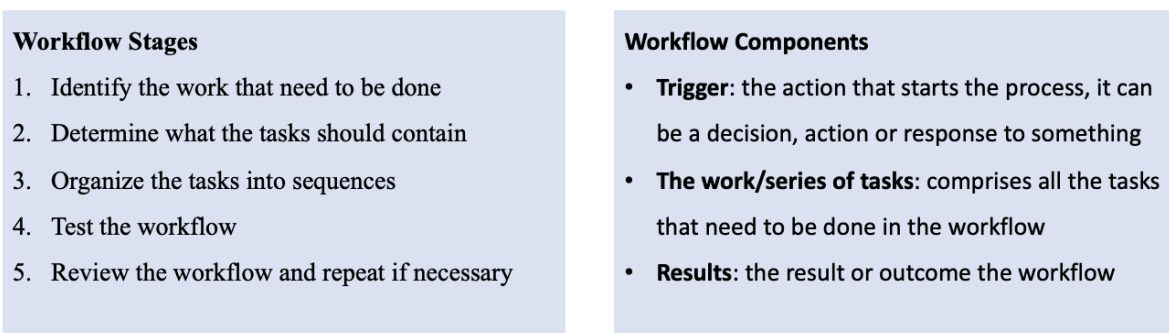 Workflow Stages
1. Identify the work that need to be done
2. Determine what the tasks should contain
3. Organize the tasks into sequences
4. Test the workflow
5. Review the workflow and repeat if necessary
Workflow Components
• Trigger: the action that starts the process, it can
be a decision, action or response to something
• The work/series of tasks: comprises all the tasks
that need to be done in the workflow
• Results: the result or outcome the workflow